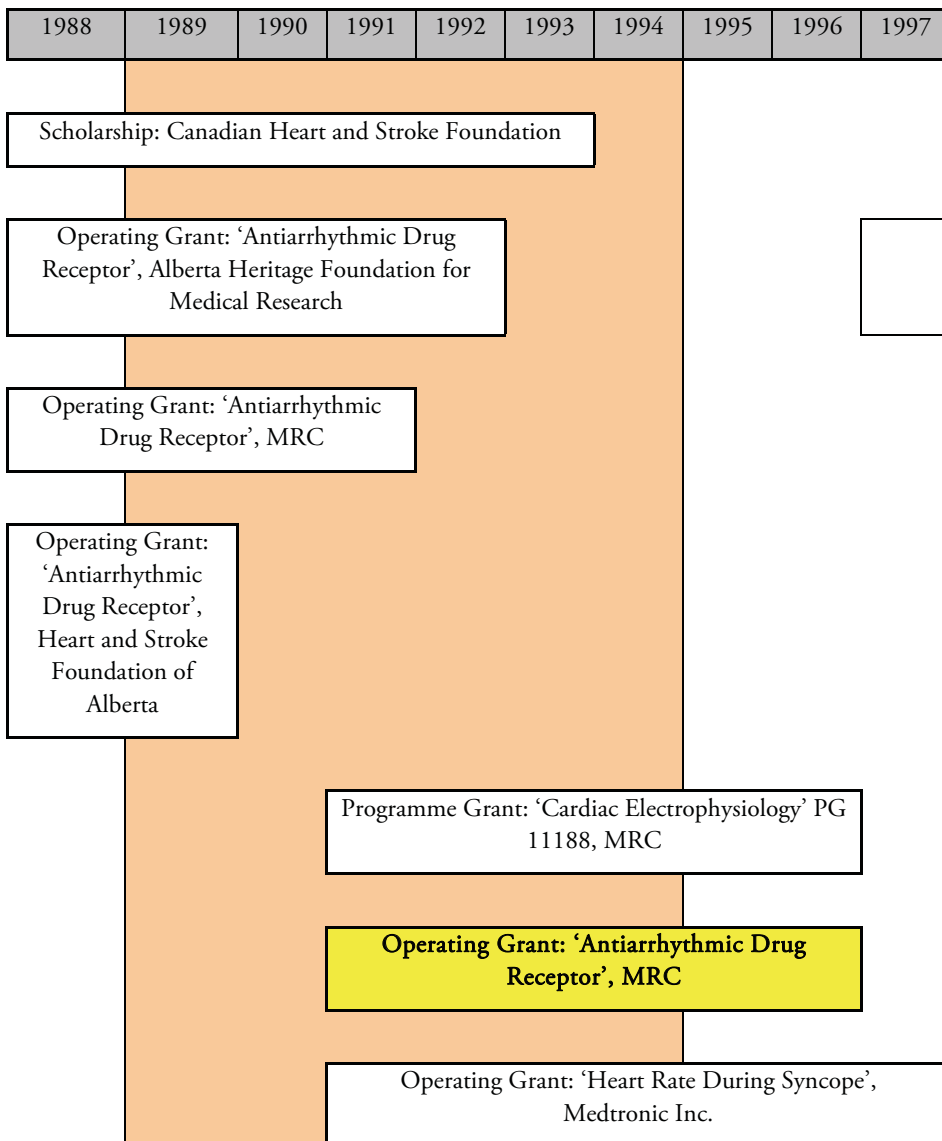 1988 1989 1990 1991 1992 1993 1994 1995 1996 1997
Scholarship: Canadian Heart and Stroke Foundation
Operating Grant: ‘Antiarrhythmic Drug
Receptor’, Alberta Heritage Foundation for
Medical Research
Operating Grant: ‘Antiarrhythmic
Drug Receptor’, MRC
Operating Grant:
‘Antiarrhythmic
Drug Receptor’,
Heart and Stroke
Foundation of
Alberta
Programme Grant: ‘Cardiac Electrophysiology’ PG
11188, MRC
Operating Grant: ‘Antiarrhythmic Drug
Receptor’, MRC
Operating Grant: ‘Heart Rate During Syncope’,
Medtronic Inc.